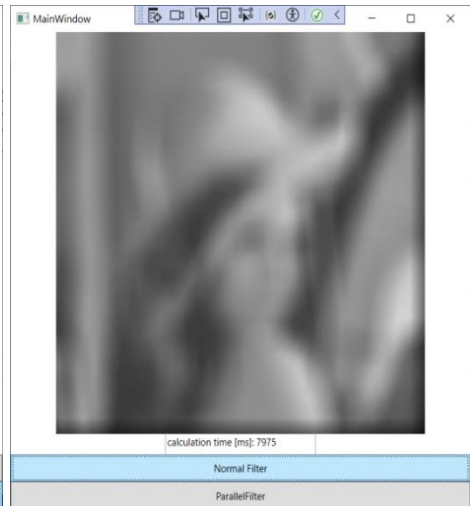 MainWindow
calculation time [ms]: 7975
Normal Filter
ParallelFilter